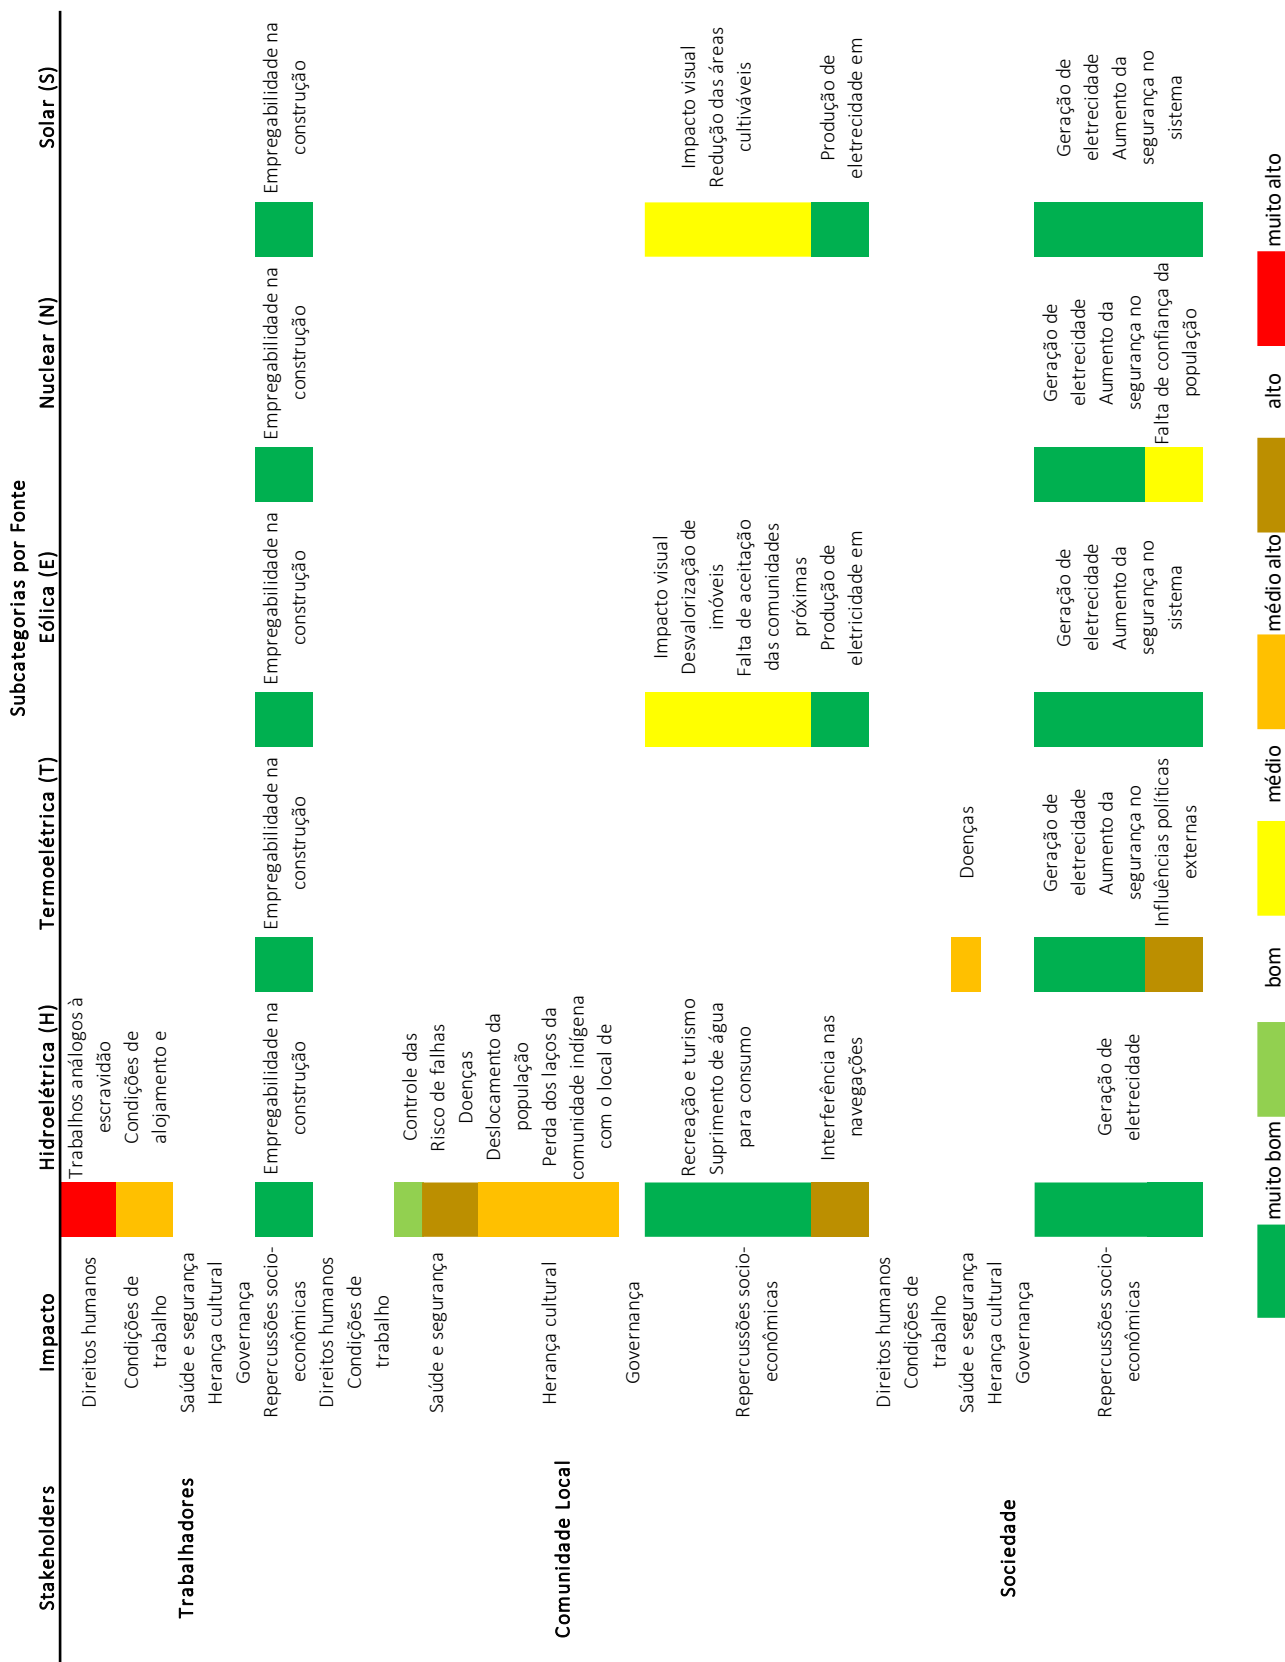 Subcategorias por Fonte
Stakeholders
Impacto
Hidroelétrica (H)
Termoelétrica (T)
Eólica (E)
Nuclear (N)
Solar (S)
Trabalhadores
Direitos humanos
Trabalhos análogos à
escravidão
Condições de
trabalho
Condições de
alojamento e
Saúde e segurança
Herança cultural
Governança
Repercussões socio-
econômicas
Empregabilidade na
construção
Empregabilidade na
construção
Empregabilidade na
construção
Empregabilidade na
construção
Empregabilidade na
construção
Comunidade Local
Direitos humanos
Condições de
trabalho
Saúde e segurança
Controle das
Risco de falhas
Doenças
Herança cultural
Deslocamento da
população
Perda dos laços da
comunidade indígena
com o local de
Governança
Repercussões socio-
econômicas
Recreação e turismo
Suprimento de água
para consumo
Interferência nas
navegações
Impacto visual
Desvalorização de
imóveis
Falta de aceitação
das comunidades
próximas
Produção de
eletricidade em
Impacto visual
Redução das áreas
cultiváveis
Produção de
eletrecidade em
Sociedade
Direitos humanos
Condições de
trabalho
Saúde e segurança
Doenças
Herança cultural
Governança
Repercussões socio-
econômicas
Geração de
eletrecidade
Geração de
eletrecidade
Aumento da
segurança no
Influências políticas
externas
Geração de
eletrecidade
Aumento da
segurança no
sistema
Geração de
eletrecidade
Aumento da
segurança no
Falta de confiança da
população
Geração de
eletrecidade
Aumento da
segurança no
sistema
muito bom
bom
médio
médio alto
alto
muito alto